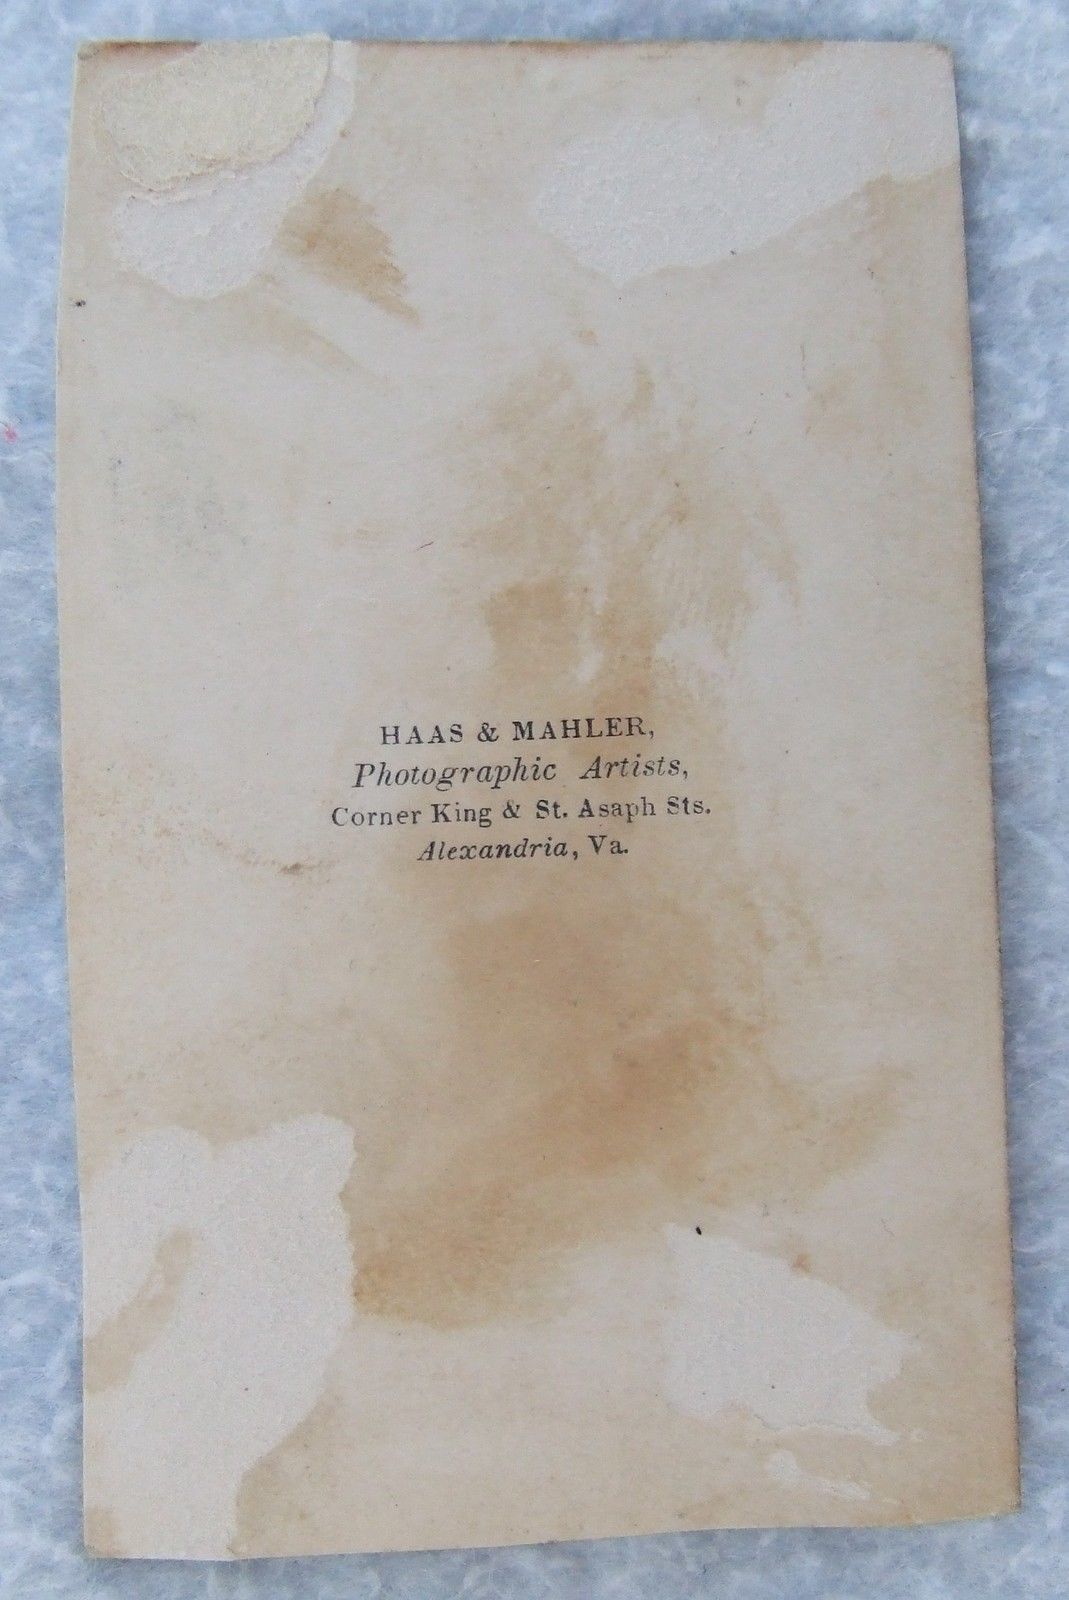 HAAS & MAHLER,
Photographic Artists,
Corner King & St. Asaph Sts.
Alexandria, Va.